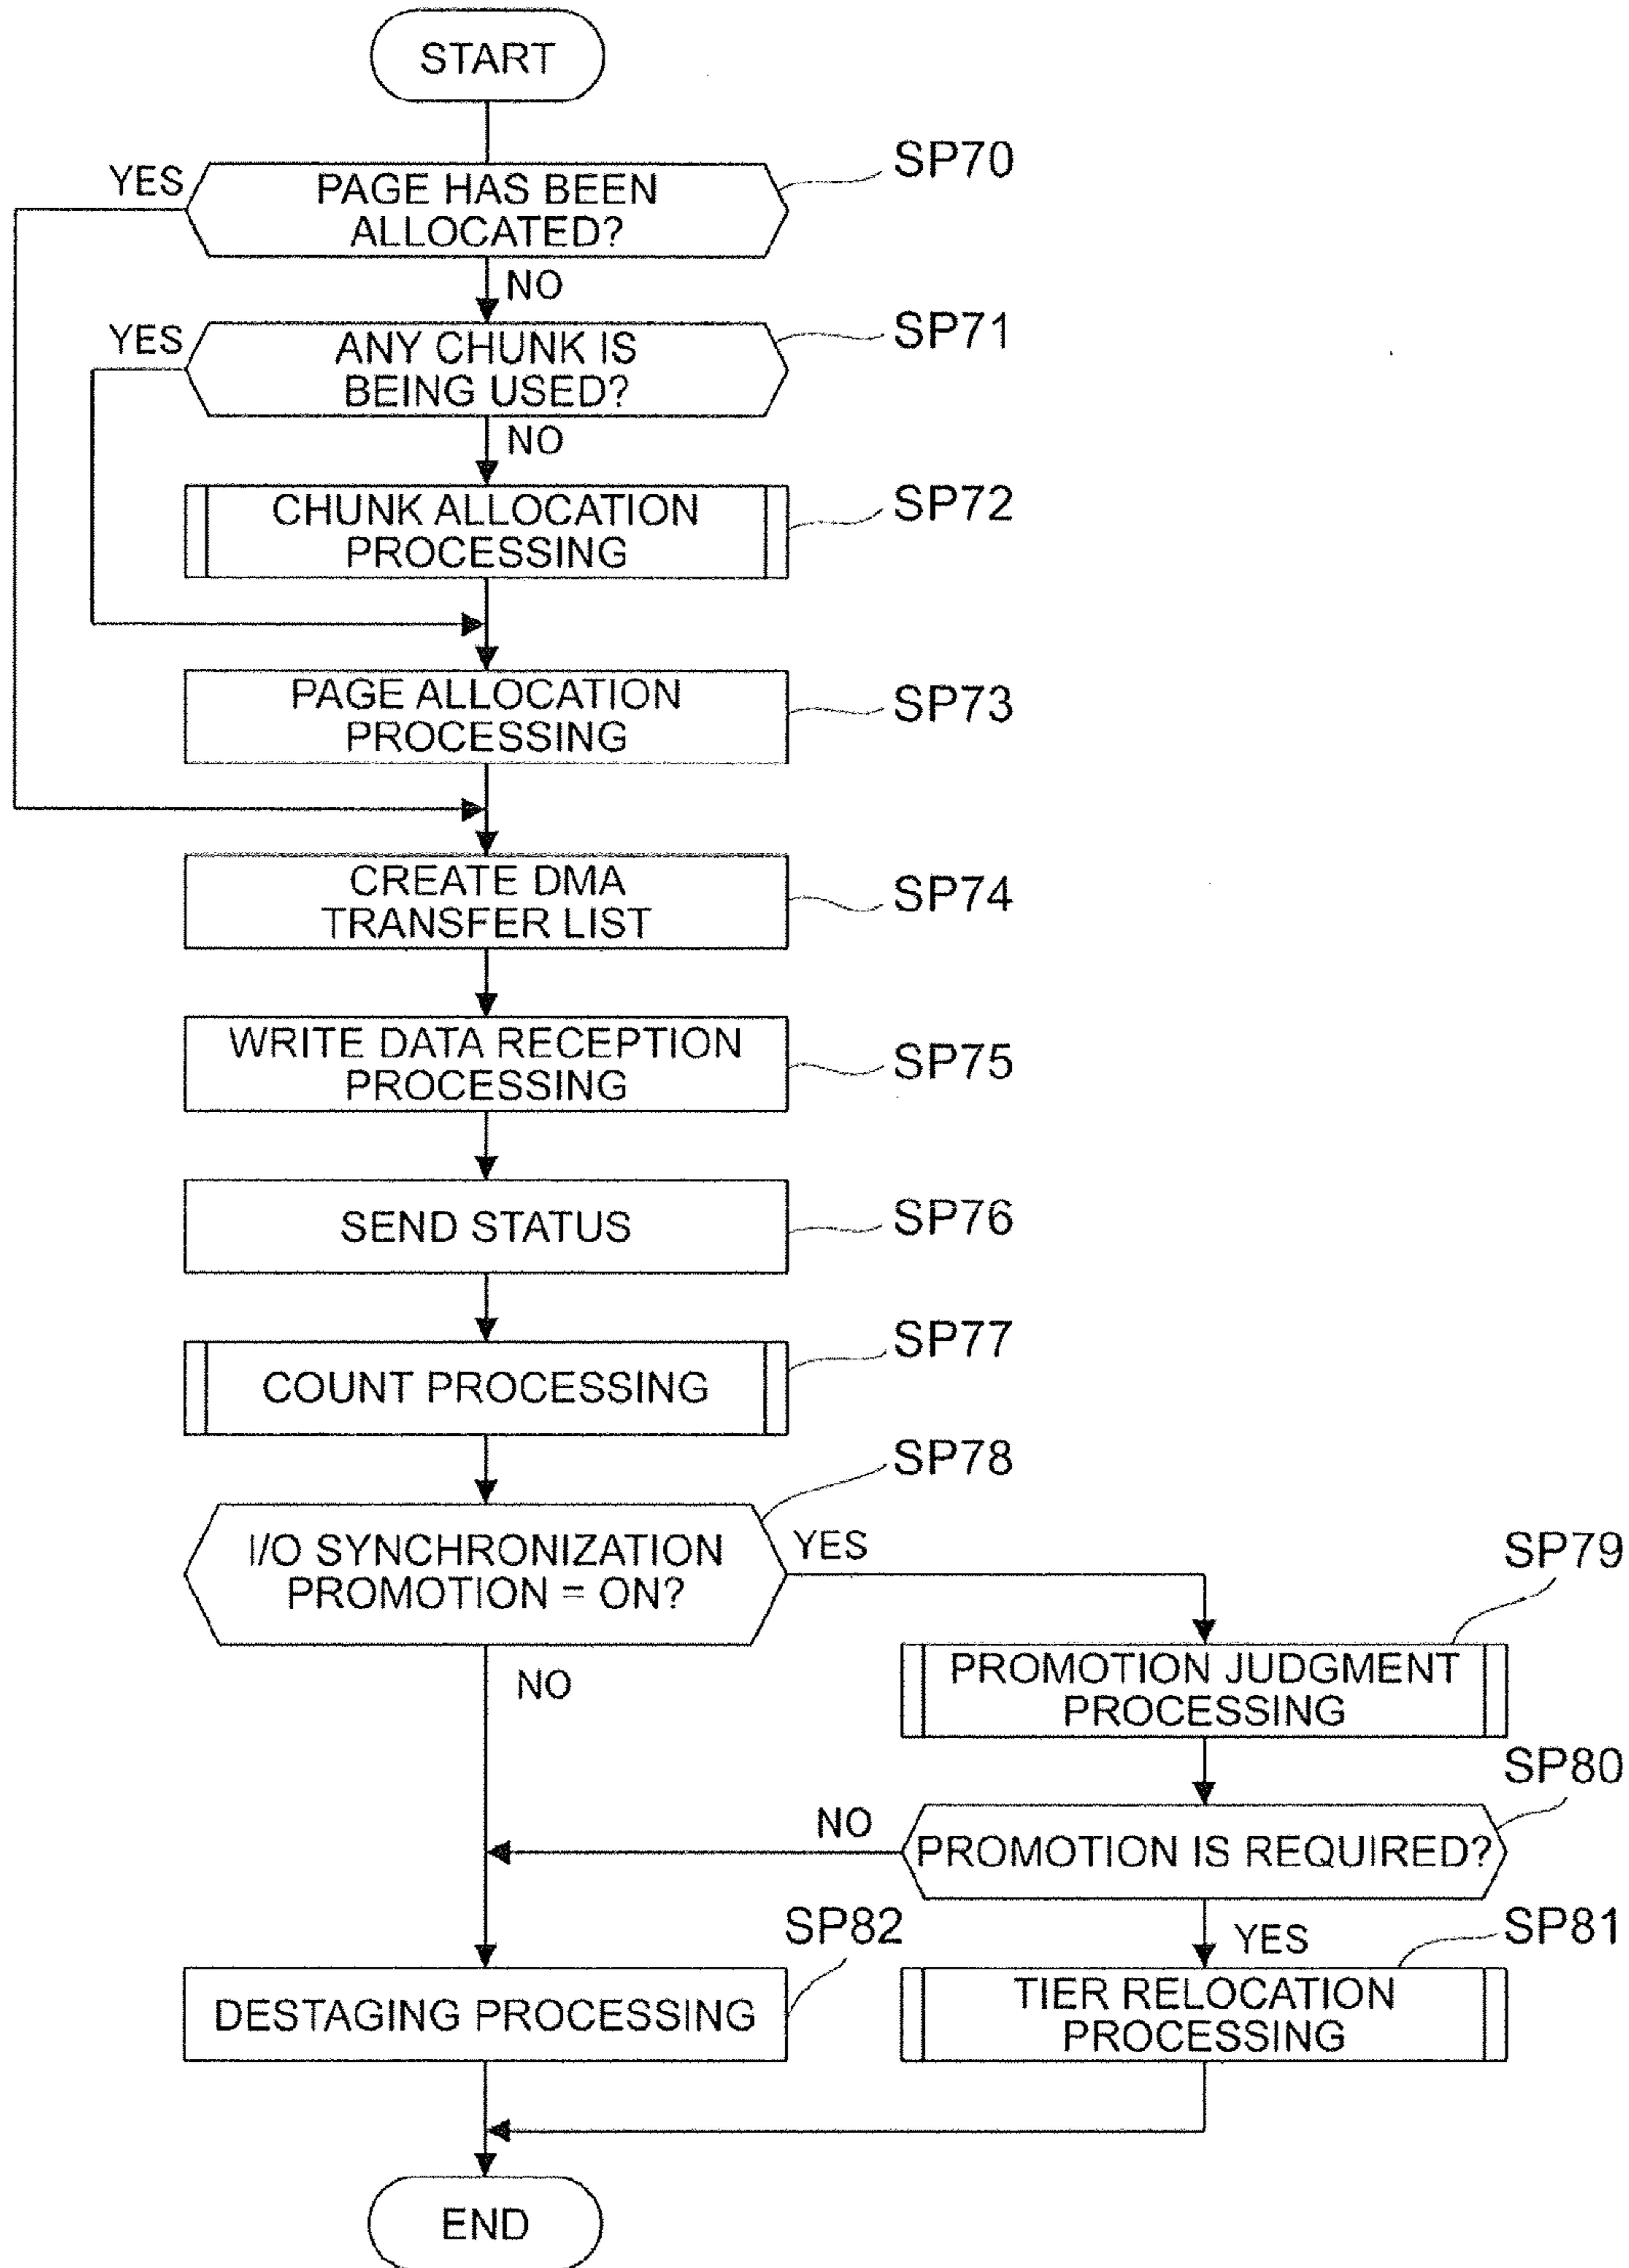 START
SP70
YES
PAGE HAS BEEN
ALLOCATED?
NO
SP71
YES
ANY CHUNK IS
BEING USED?
NO
SP72
CHUNK ALLOCATION
PROCESSING
SP73
PAGE ALLOCATION
PROCESSING
SP74
CREATE DMA
TRANSFER LIST
SP75
WRITE DATA RECEPTION
PROCESSING
SP76
SEND STATUS
SP77
COUNT PROCESSING
SP78
I/O SYNCHRONIZATION
PROMOTION = ON?
YES
NO
SP79
PROMOTION JUDGMENT
PROCESSING
SP80
NO
PROMOTION IS REQUIRED?
YES
SP81
TIER RELOCATION
PROCESSING
SP82
DESTAGING PROCESSING
END